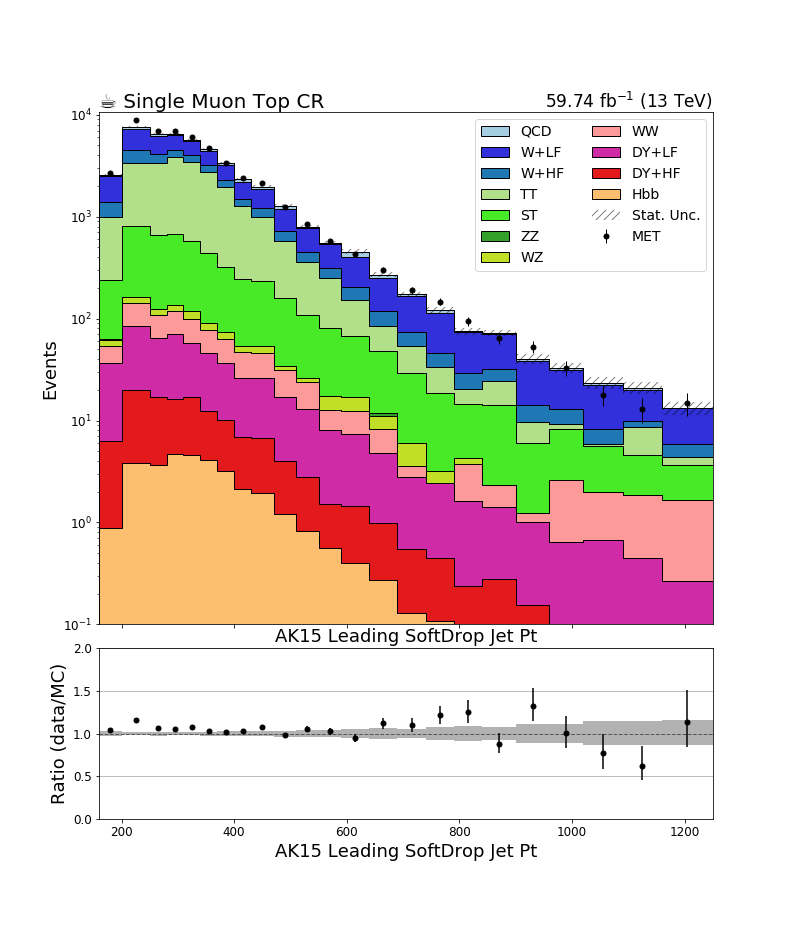 ☕ Single Muon Top CR
59.74 fb⁻¹ (13 TeV)
10⁴
10³
10²
10¹
10⁰
10⁻¹
Events
QCD
W+LF
W+HF
TT
ST
ZZ
WZ
WW
DY+LF
DY+HF
Hbb
Stat. Unc.
MET
AK15 Leading SoftDrop Jet Pt
2.0
1.5
1.0
0.5
0.0
Ratio (data/MC)
200 400 600 800 1000 1200
AK15 Leading SoftDrop Jet Pt